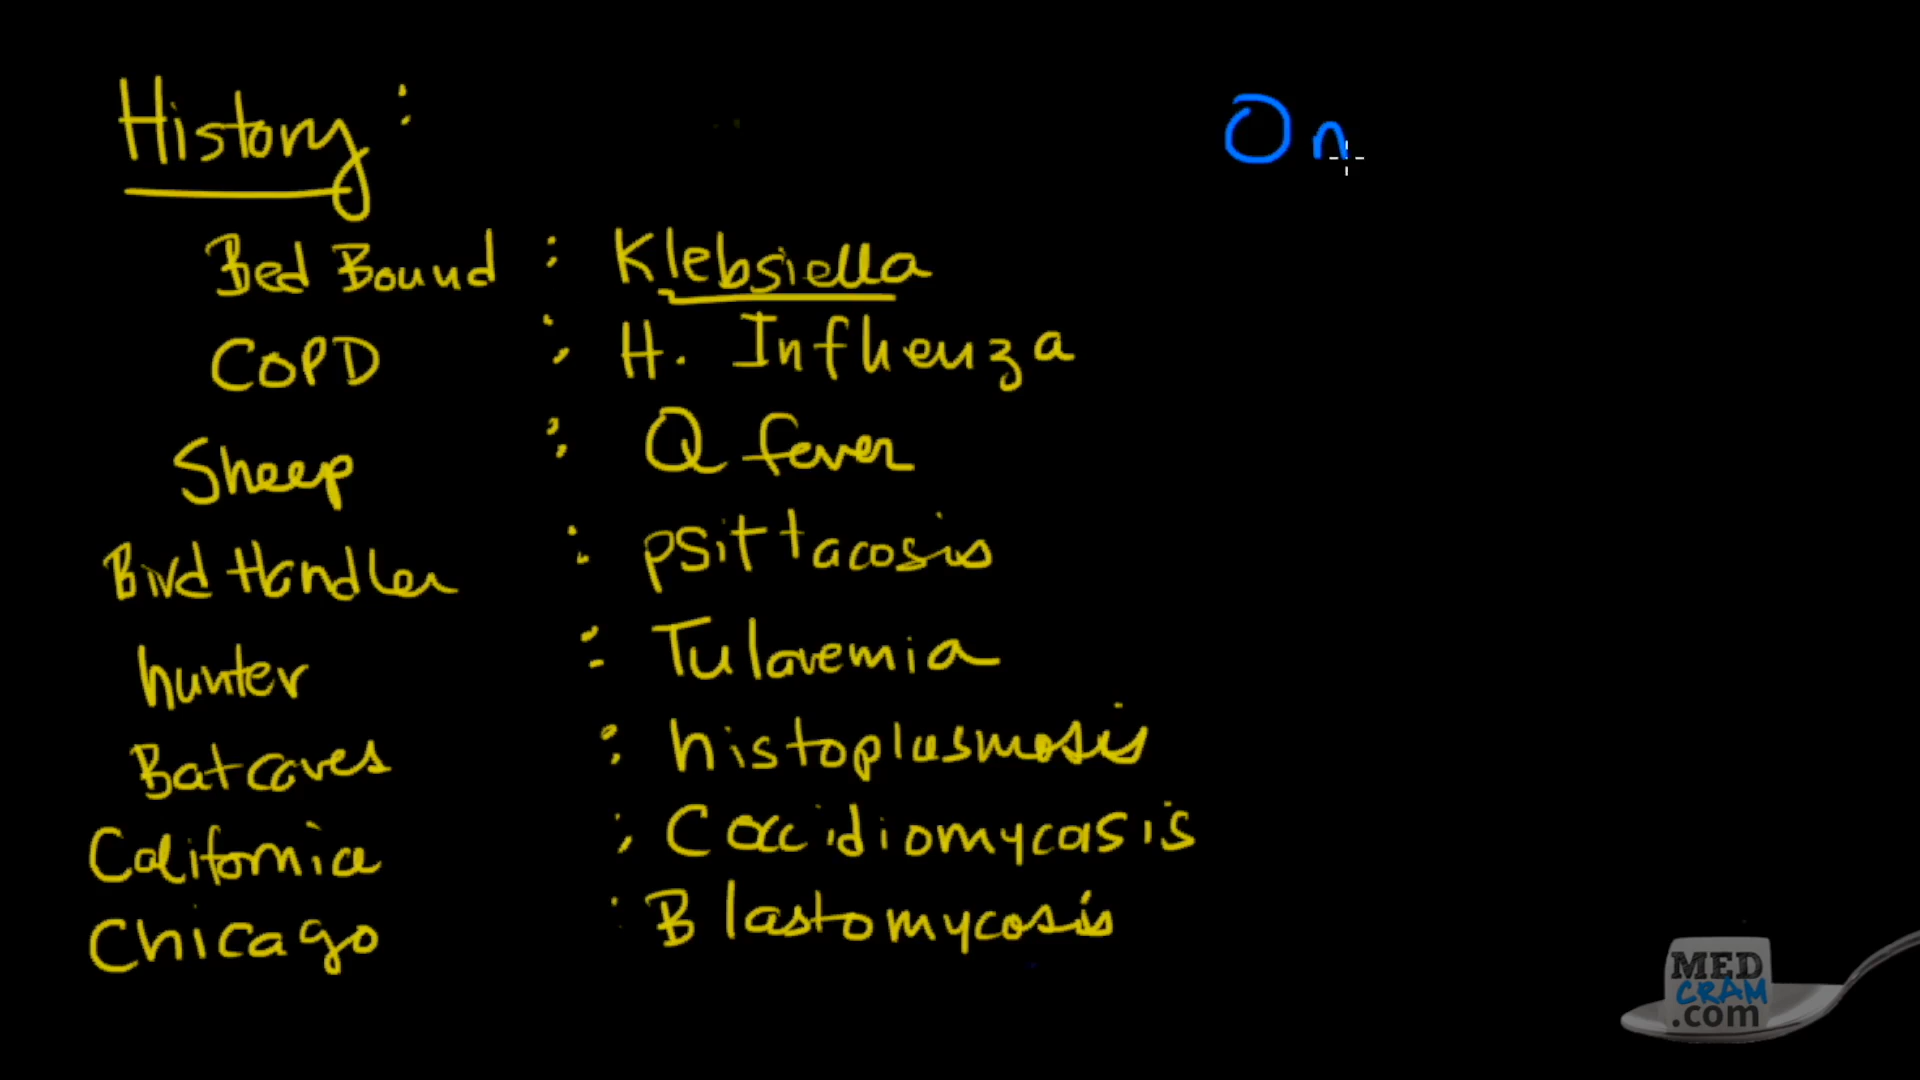 History:
On
Bed Bound : Klebsiella
COPD : H. Influenza
Sheep : Q fever
Bird Handler : psittacosis
hunter : Tularemia
Bat caves : histoplasmosis
California : Coccidiomycosis
Chicago : Blastomycosis
MED
CRAM
.com